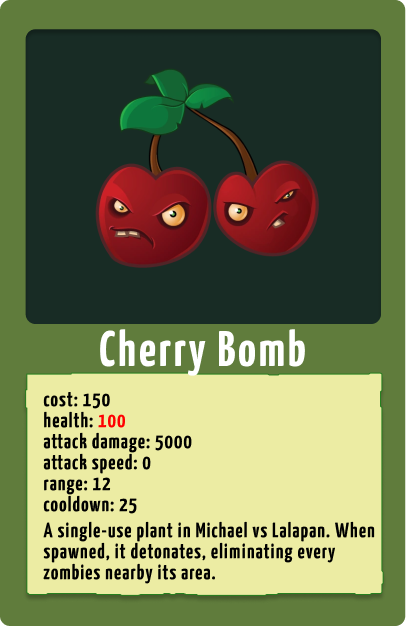 Cherry Bomb
cost: 150
health: 100
attack damage: 5000
attack speed: 0
range: 12
cooldown: 25
A single-use plant in Michael vs Lalapan. When
spawned, it detonates, eliminating every
zombies nearby its area.